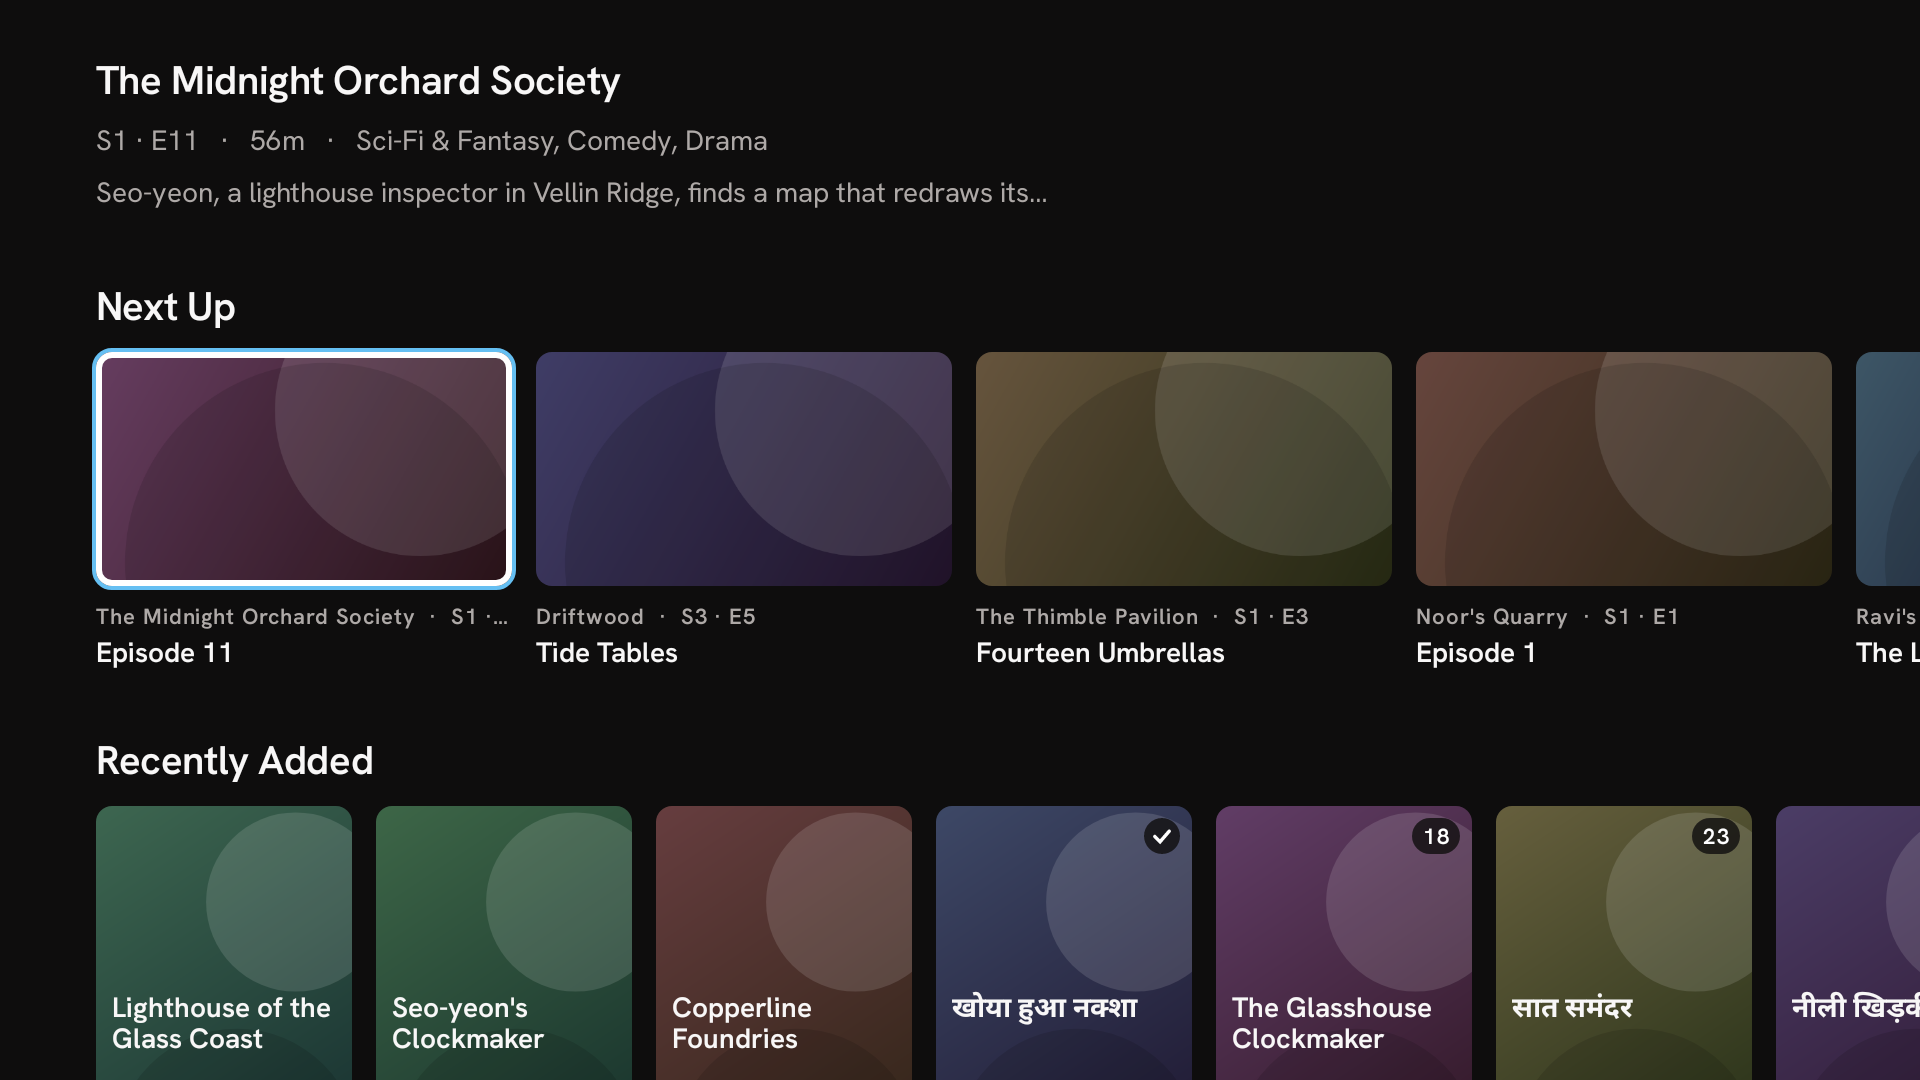 The Midnight Orchard Society
S1 · E11 · 56m · Sci-Fi & Fantasy, Comedy, Drama
Seo-yeon, a lighthouse inspector in Vellin Ridge, finds a map that redraws its...
Next Up
The Midnight Orchard Society · S1 ·...
Episode 11
Driftwood · S3 · E5
Tide Tables
The Thimble Pavilion · S1 · E3
Fourteen Umbrellas
Noor's Quarry · S1 · E1
Episode 1
Ravi's
The
Recently Added
Lighthouse of the
Glass Coast
Seo-yeon's
Clockmaker
Copperline
Foundries
खोया हुआ नक्शा
18
The Glasshouse
Clockmaker
23
सात समंदर
नीली